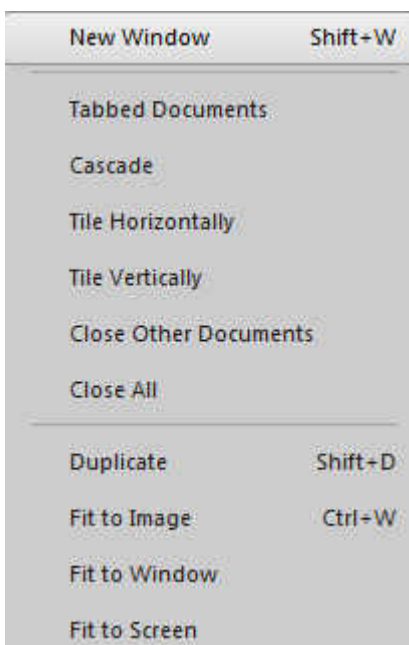 New Window Shift+W
Tabbed Documents
Cascade
Tile Horizontally
Tile Vertically
Close Other Documents
Close All
Duplicate Shift+D
Fit to Image Ctrl+W
Fit to Window
Fit to Screen